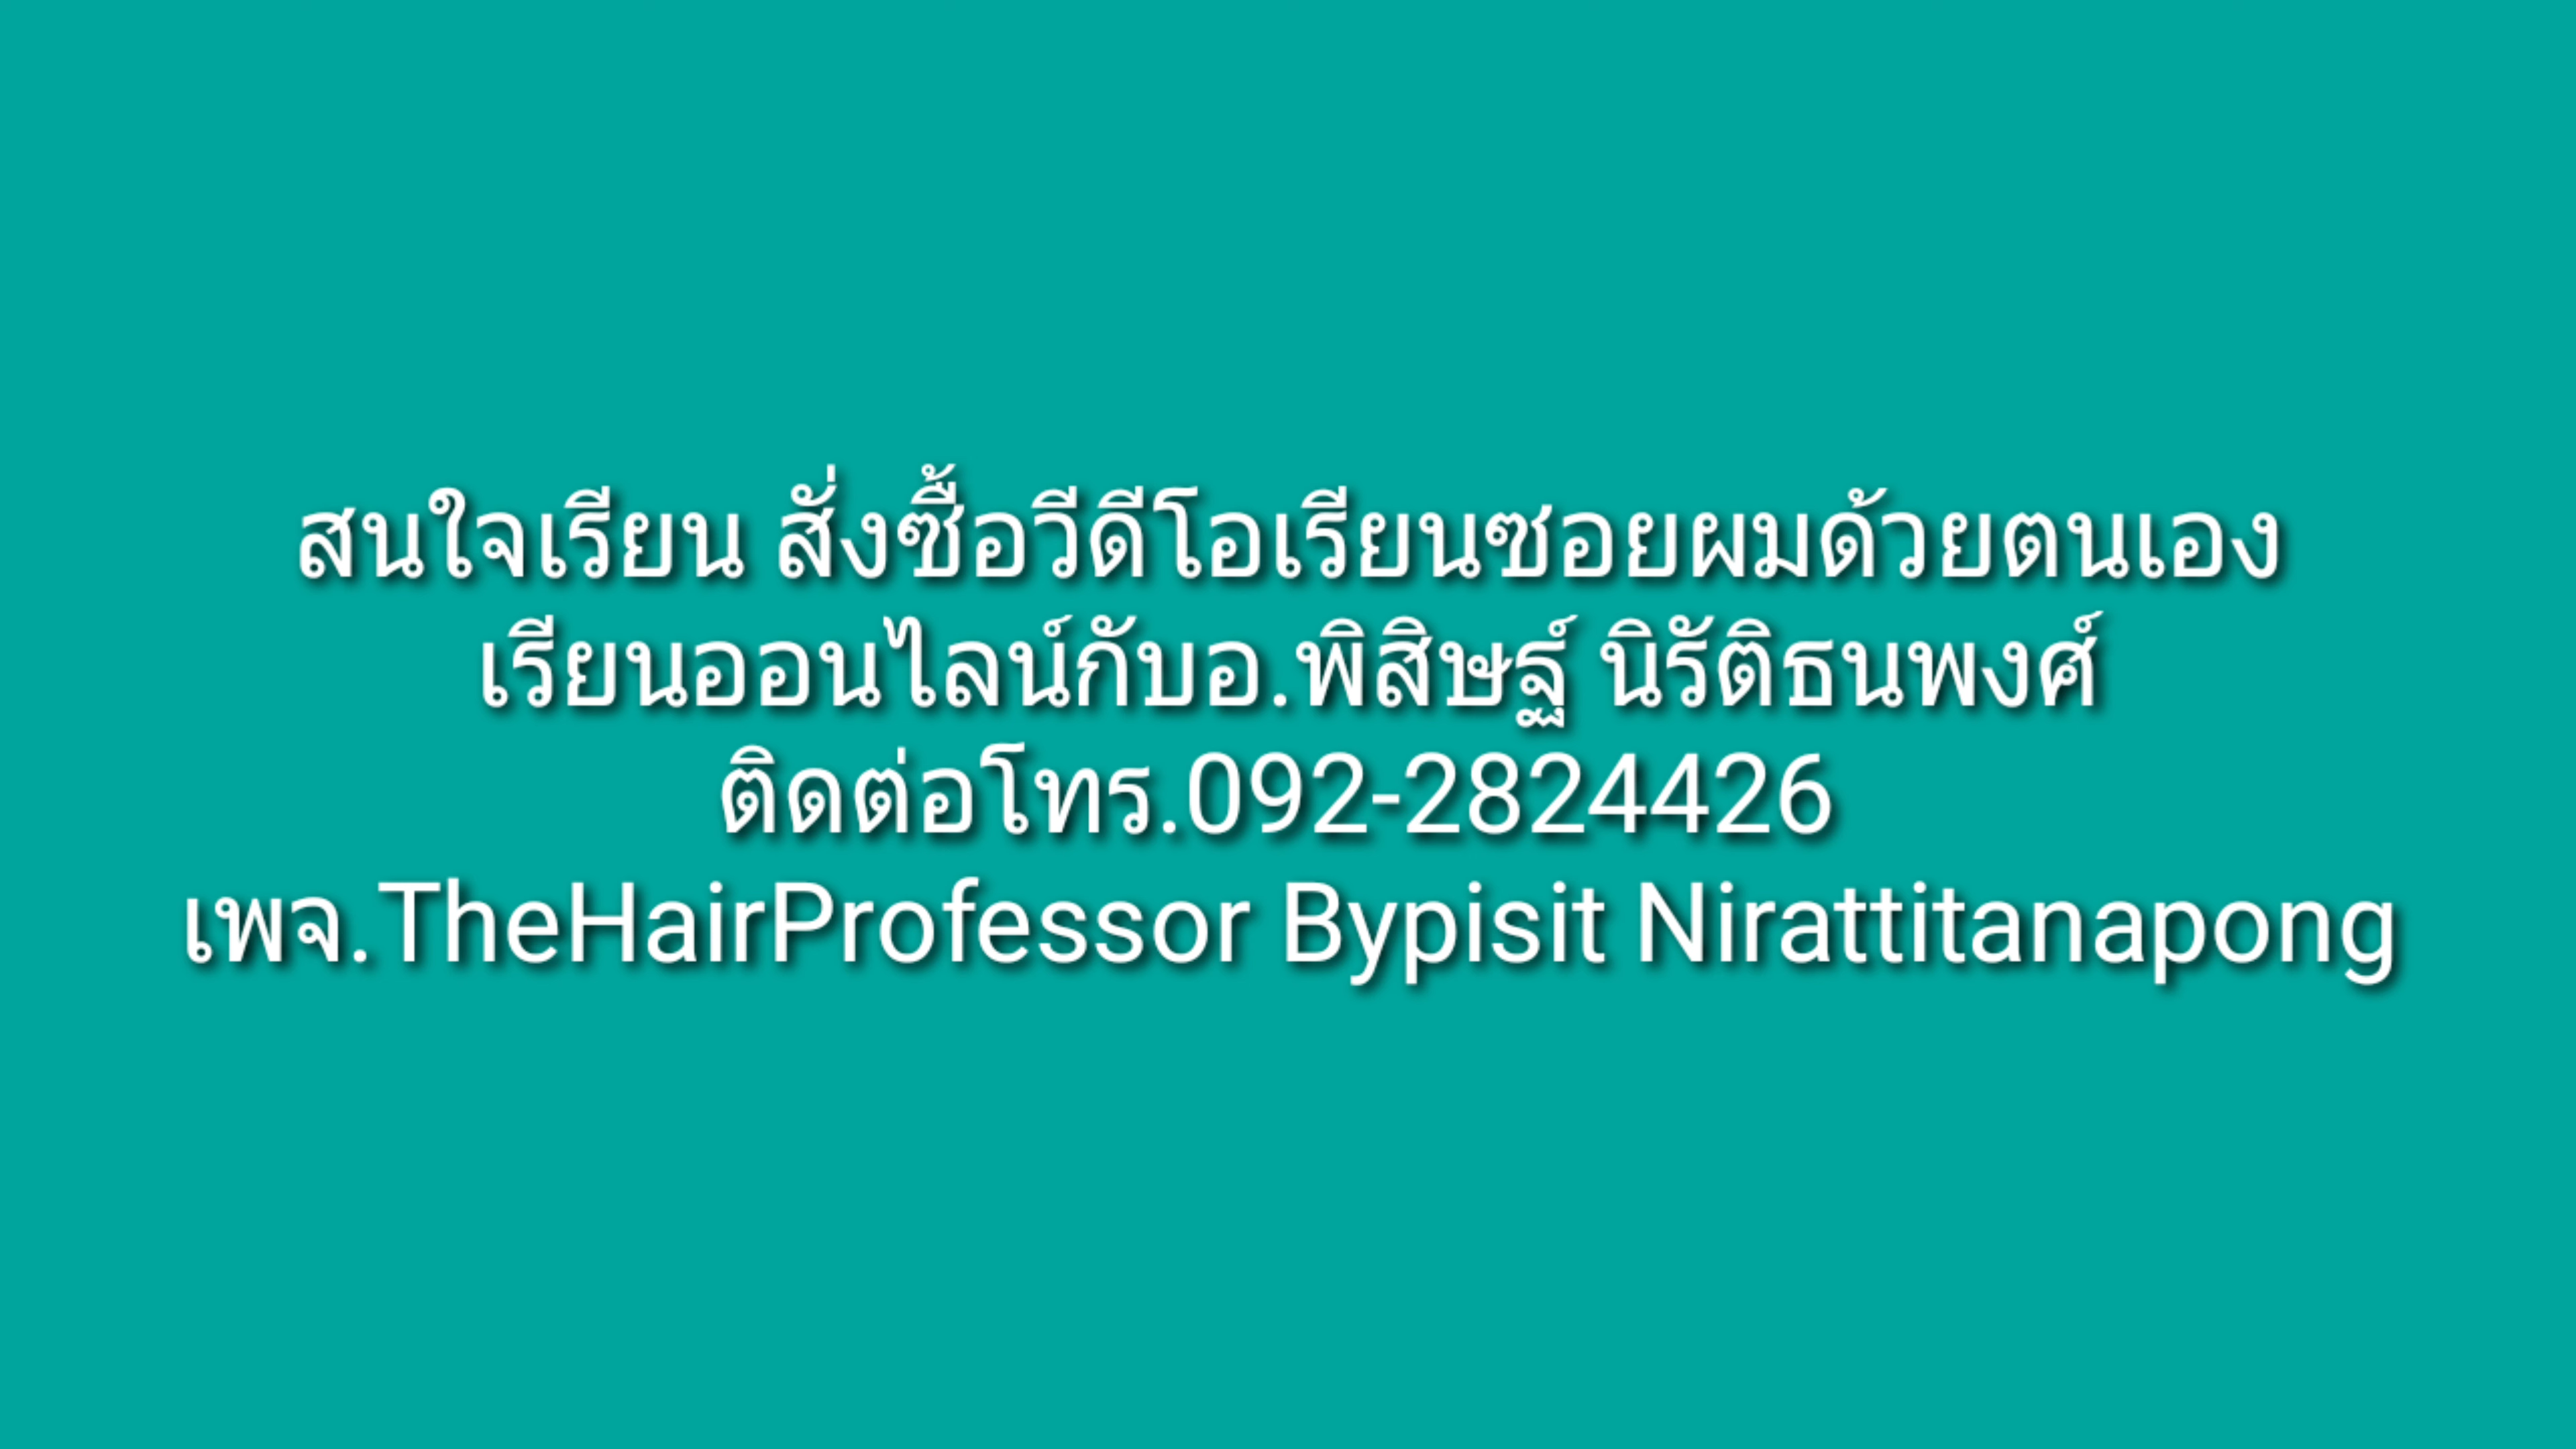 สนใจเรียน สั่งซื้อวีดีโอเรียนซอยผมด้วยตนเอง
เรียนออนไลน์กับอ.พิสิษฐ์ นิรัติธนพงศ์
ติดต่อโทร.092-2824426
เพจ.TheHairProfessor Bypisit Nirattitanapong